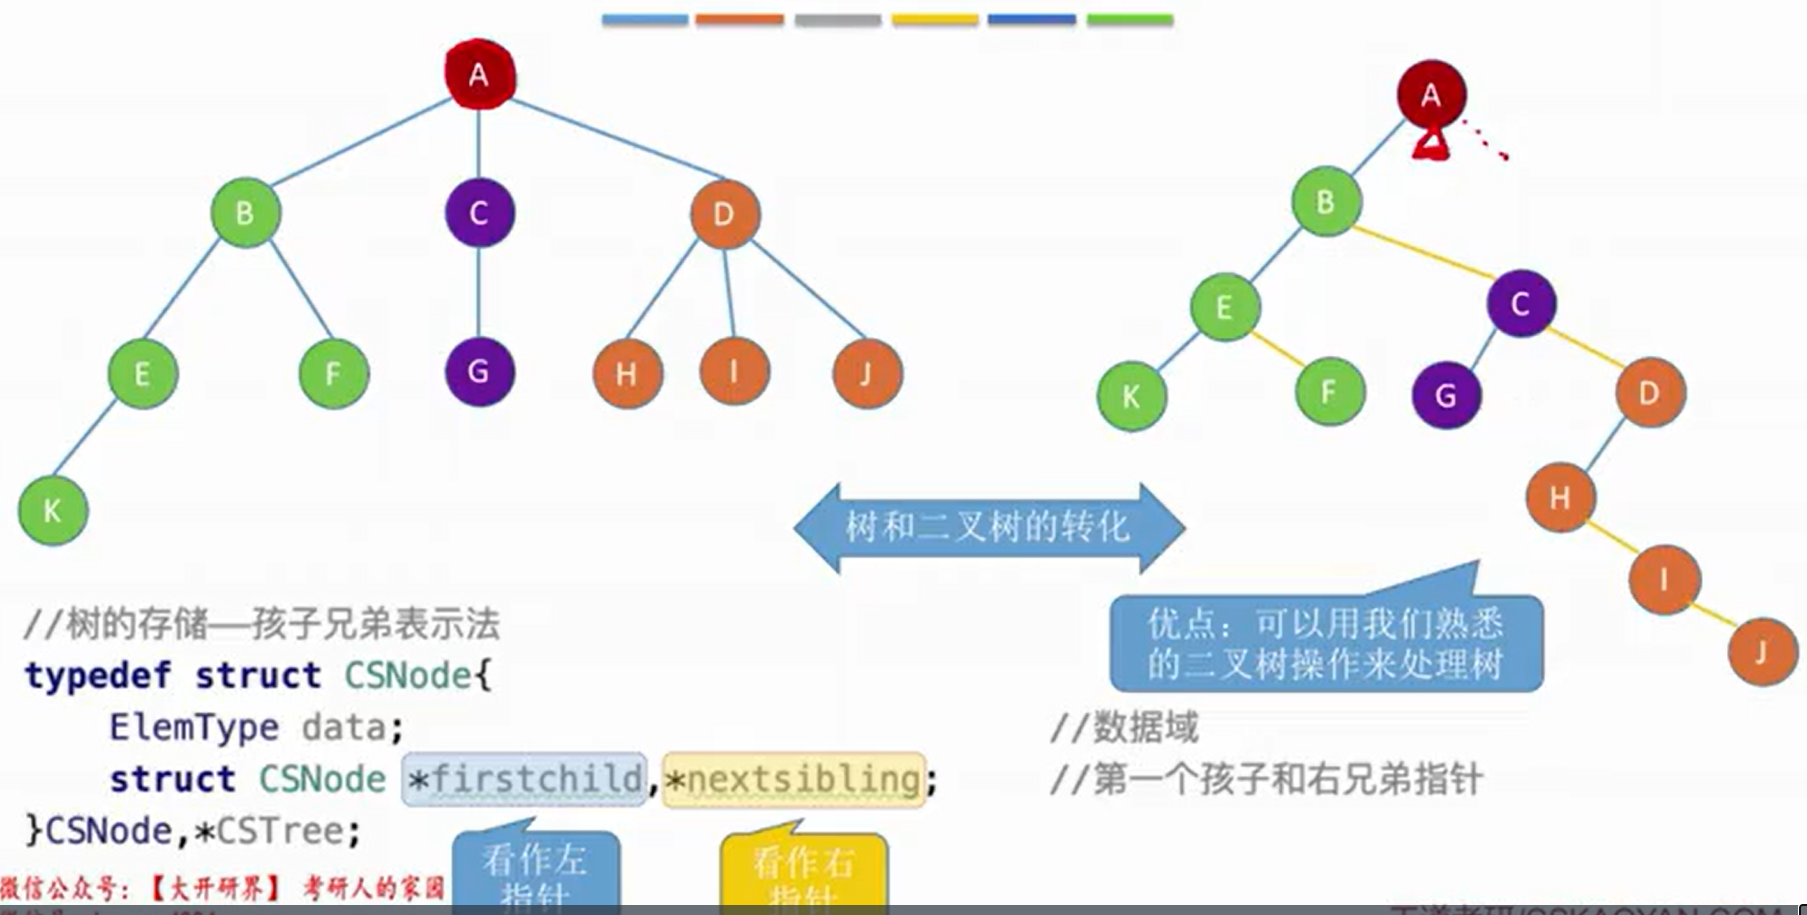 A
A
B
C
D
B
E
C
E
F
G
H
I
J
K
F
G
D
K
H
I
J
树和二叉树的转化
优点：可以用我们熟悉
的二叉树操作来处理树
//树的存储——孩子兄弟表示法
typedef struct CSNode{
ElemType data; //数据域
struct CSNode *firstchild,*nextsibling; //第一个孩子和右兄弟指针
}CSNode,*CSTree;
看作左
指针
看作右
指针
微信公众号：【大开研界】 考研人的家园